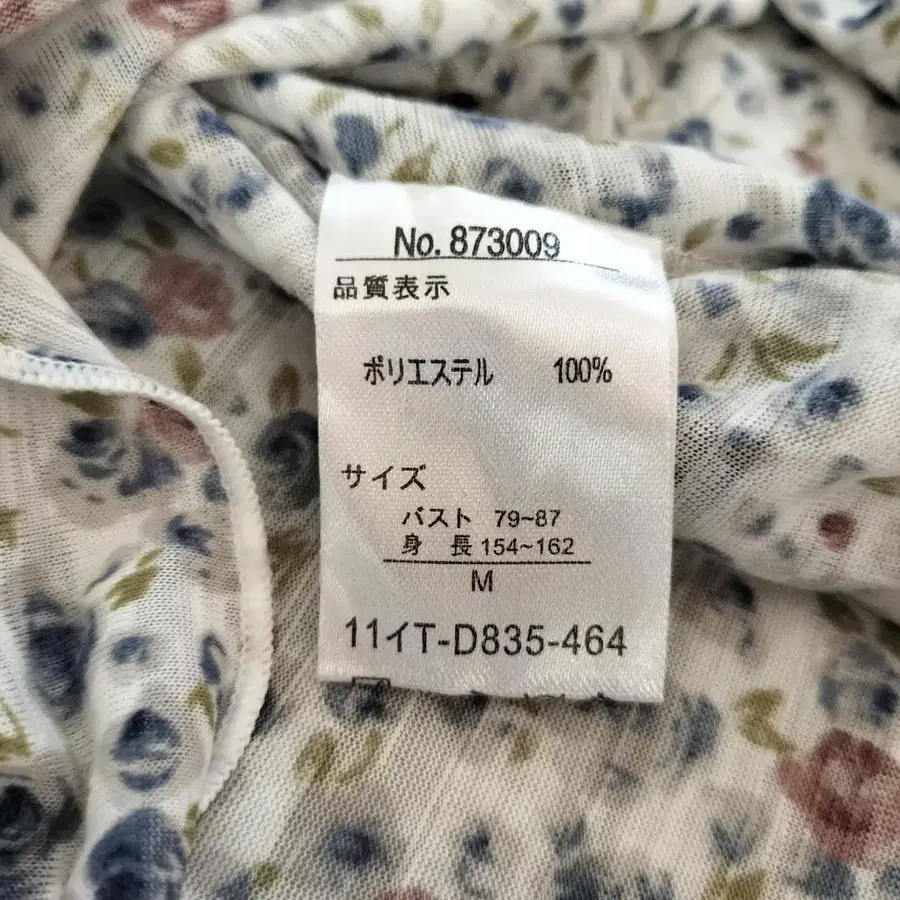 No. 873009
品質表示
ポリエステル 100%
サイズ
バスト 79~87
身 長 154~162
M
11イT-D835-464